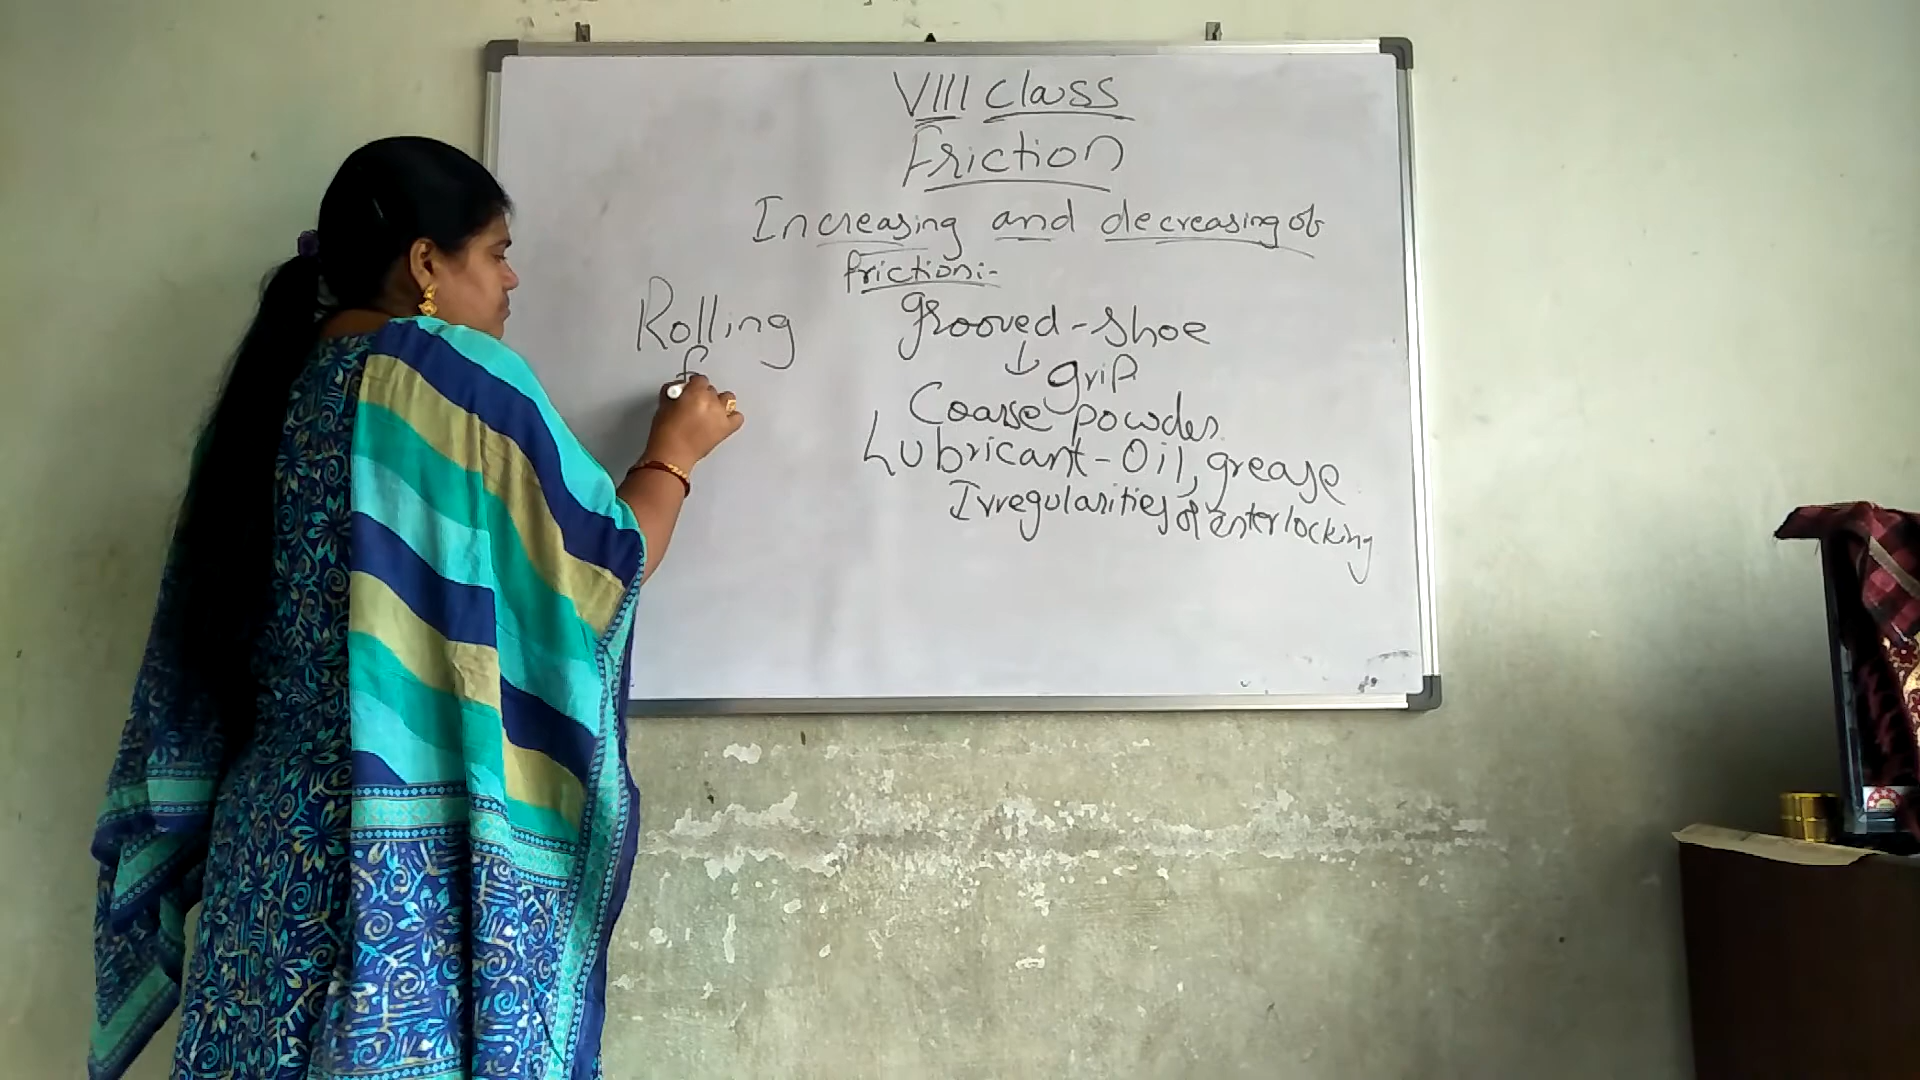 VIII Class
Friction
Increasing and decreasing of
friction:-
Grooved - Shoe
↓ Grip
Coarse powder
Lubricant - Oil, grease
Irregularities & interlocking
Rolling
f